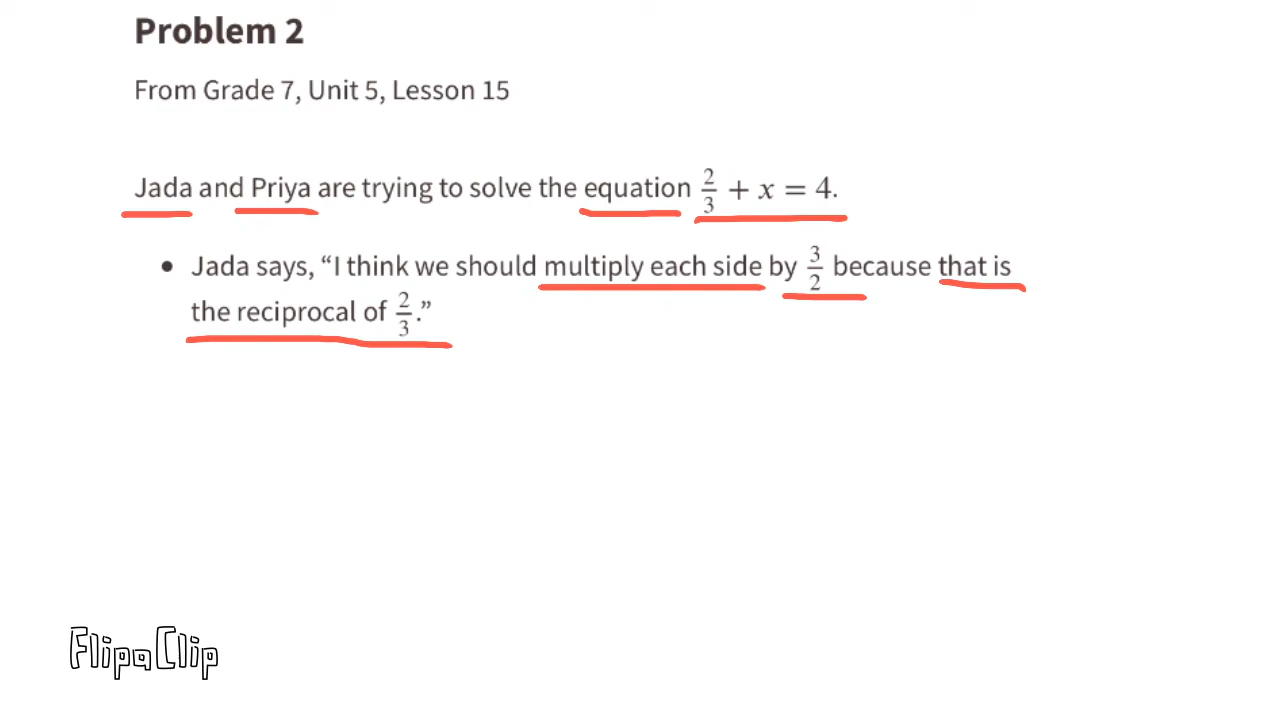 Problem 2
From Grade 7, Unit 5, Lesson 15
Jada and Priya are trying to solve the equation 2/3 + x = 4.
• Jada says, “I think we should multiply each side by 3/2 because that is
the reciprocal of 2/3.”
FlipaClip